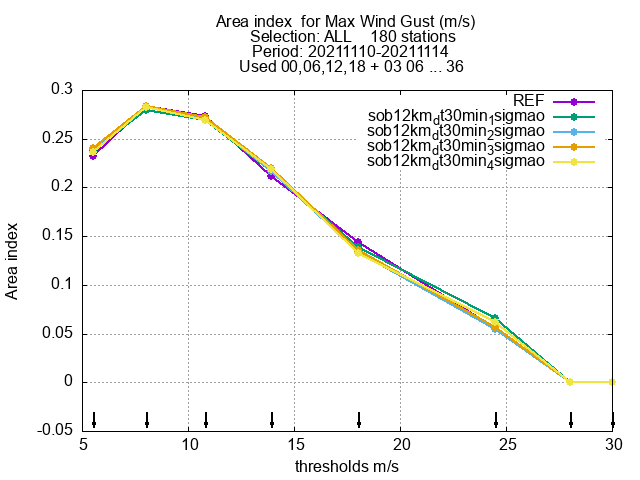 Area index  for Max Wind Gust (m/s)
Selection: ALL    180 stations
Period: 20211110-20211114
Used 00,06,12,18 + 03 06 ... 36
REF
sob12km_dt30min_1sigmao
sob12km_dt30min_2sigmao
sob12km_dt30min_3sigmao
sob12km_dt30min_4sigmao
0.3
0.25
0.2
0.15
0.1
0.05
0
-0.05
Area index
5 10 15 20 25 30
thresholds m/s